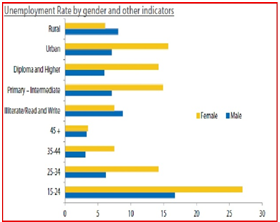 Unemployment Rate by gender and other indicators
Rural
Urban
Diploma and Higher
Primary – Intermediate
Illiterate/Read and Write
45 +
35-44
25-34
15-24
Female
Male
0 5 10 15 20 25 30